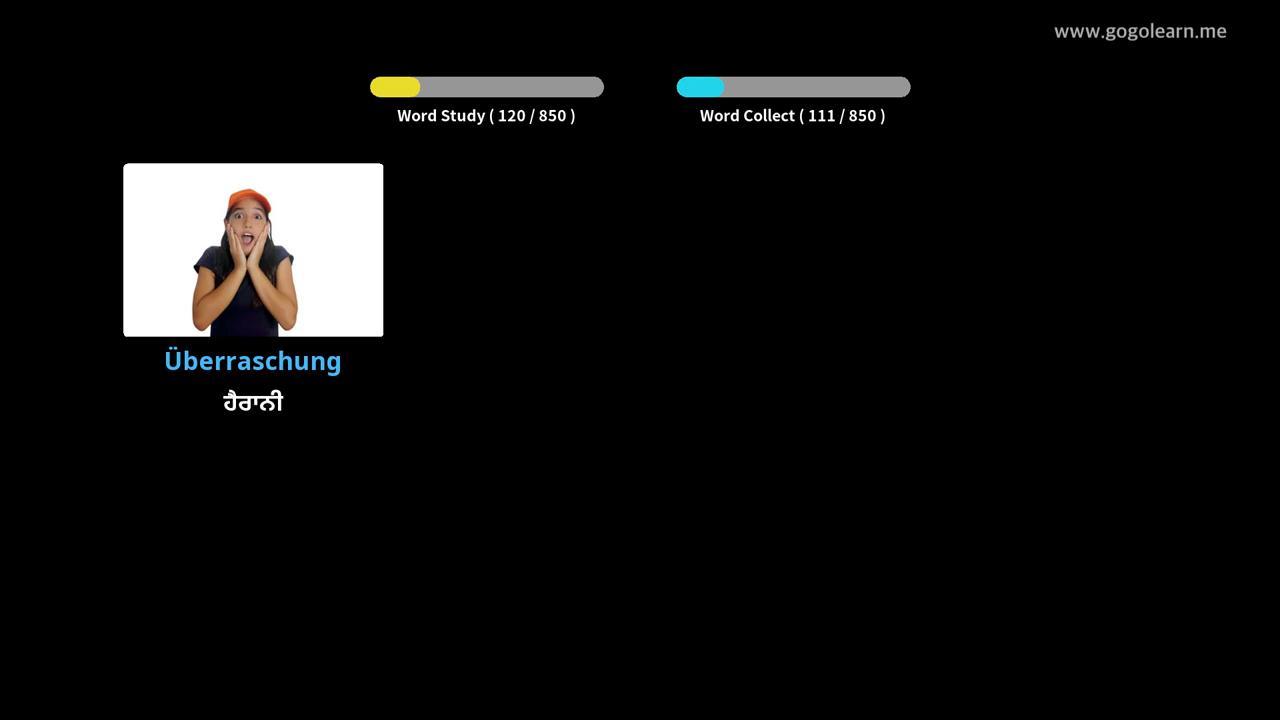 www.gogolearn.me
Word Study ( 120 / 850 )
Word Collect ( 111 / 850 )
Überraschung
ਹੈਰਾਨੀ